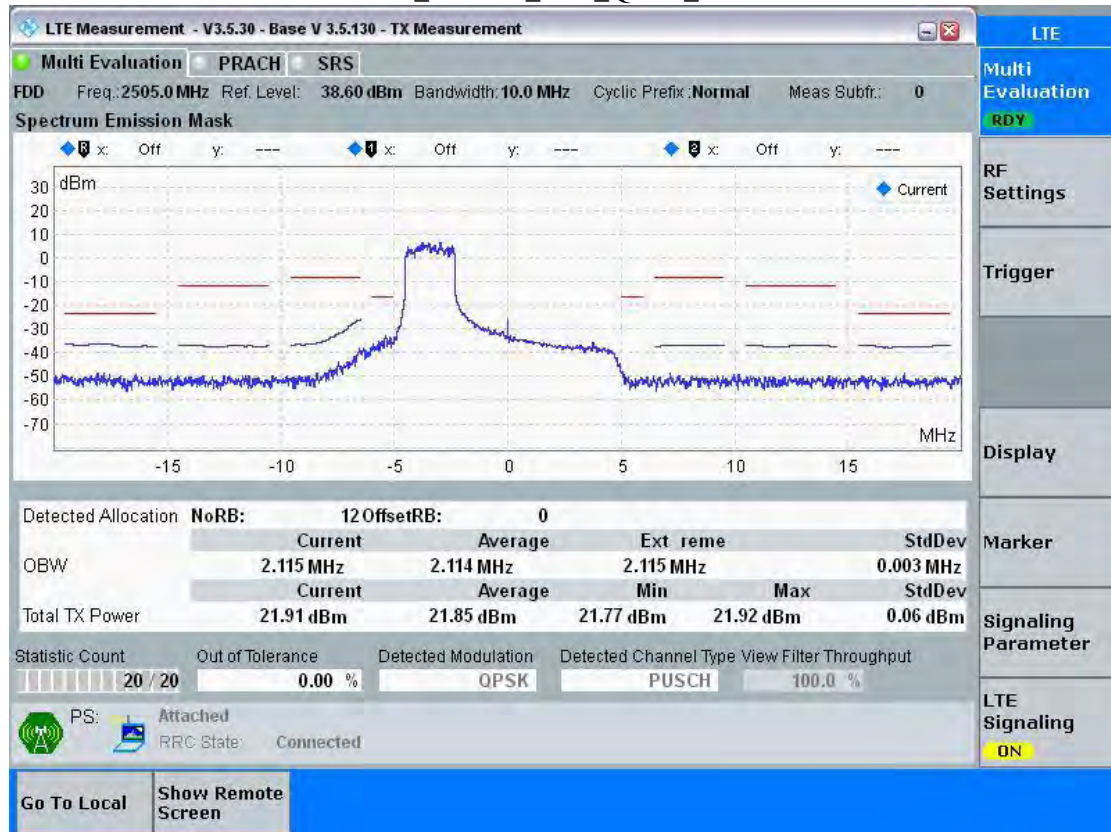 LTE Measurement - V3.5.30 - Base V 3.5.130 - TX Measurement
Multi Evaluation PRACH SRS
FDD Freq.:2505.0 MHz Ref. Level: 38.60 dBm Bandwidth:10.0 MHz Cyclic Prefix :Normal Meas Subfr.: 0
Spectrum Emission Mask
R x: Off y: --- 1 x: Off y: --- 2 x: Off y: ---
dBm
Current
30
20
10
0
-10
-20
-30
-40
-50
-60
-70
MHz
-15 -10 -5 0 5 10 15
Detected Allocation NoRB: 12 OffsetRB: 0
Current Average Ext reme StdDev
OBW 2.115 MHz 2.114 MHz 2.115 MHz 0.003 MHz
Current Average Min Max StdDev
Total TX Power 21.91 dBm 21.85 dBm 21.77 dBm 21.92 dBm 0.06 dBm
Statistic Count Out of Tolerance Detected Modulation Detected Channel Type View Filter Throughput
20 / 20 0.00 % QPSK PUSCH 100.0 %
PS: Attached
RRC State: Connected
Go To Local
Show Remote
Screen
LTE
Multi
Evaluation
RDY
RF
Settings
Trigger
Display
Marker
Signaling
Parameter
LTE
Signaling
ON